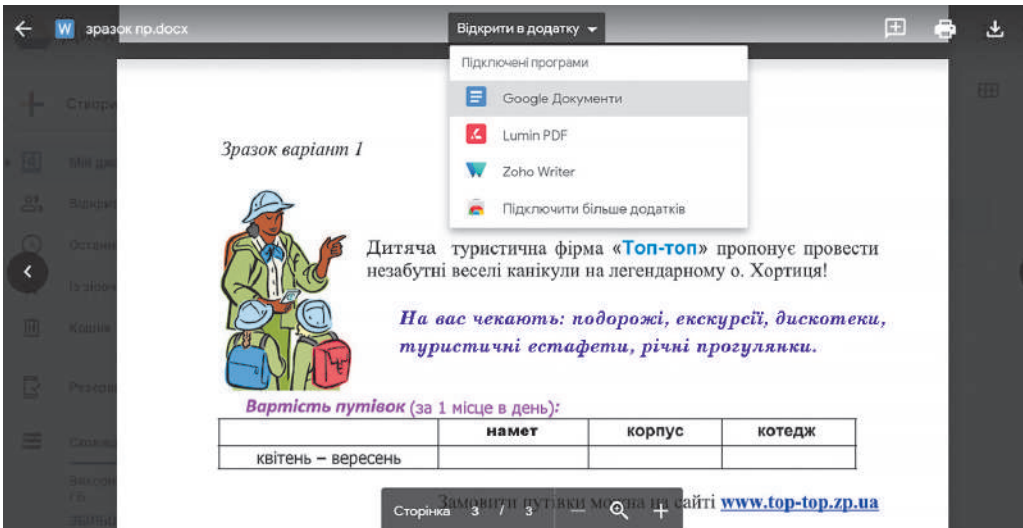 зразок пр.docx
Відкрити в додатку
Підключені програми
Google Документи
Lumin PDF
Zoho Writer
Підключити більше додатків
Зразок варіант 1
Дитяча туристична фірма «Топ-топ» пропонує провести
незабутні веселі канікули на легендарному о. Хортиця!
На вас чекають: подорожі, екскурсії, дискотеки,
туристичні естафети, річні прогулянки.
Вартість путівок (за 1 місце в день):
намет корпус котедж
квітень – вересень
Замовити путівки можна на сайті www.top-top.zp.ua
Сторінка 3 / 3